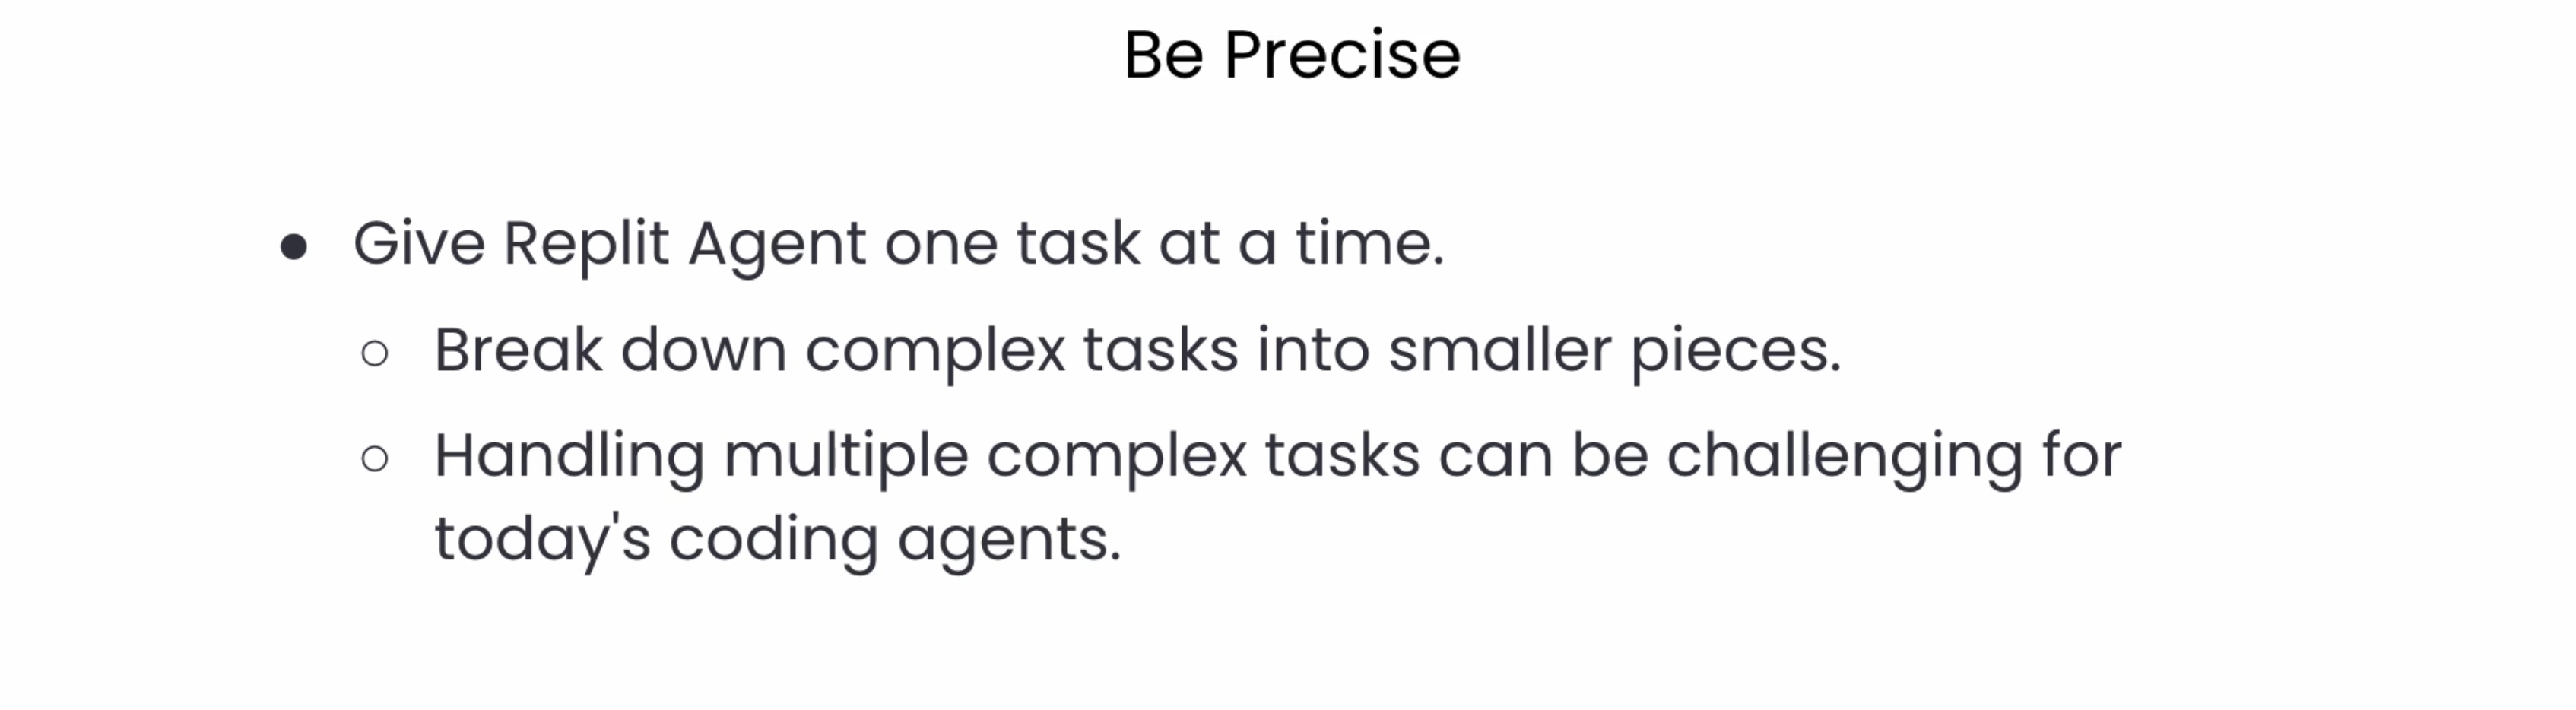 Be Precise
● Give Replit Agent one task at a time.
○ Break down complex tasks into smaller pieces.
○ Handling multiple complex tasks can be challenging for
today's coding agents.